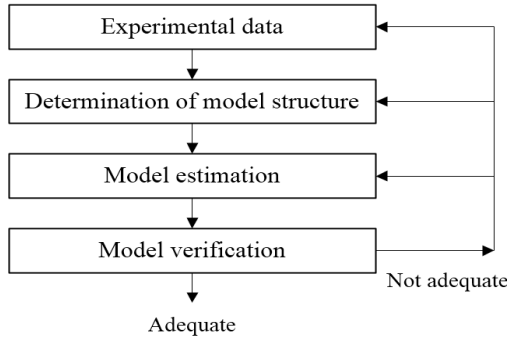 Experimental data
Determination of model structure
Model estimation
Model verification
Not adequate
Adequate